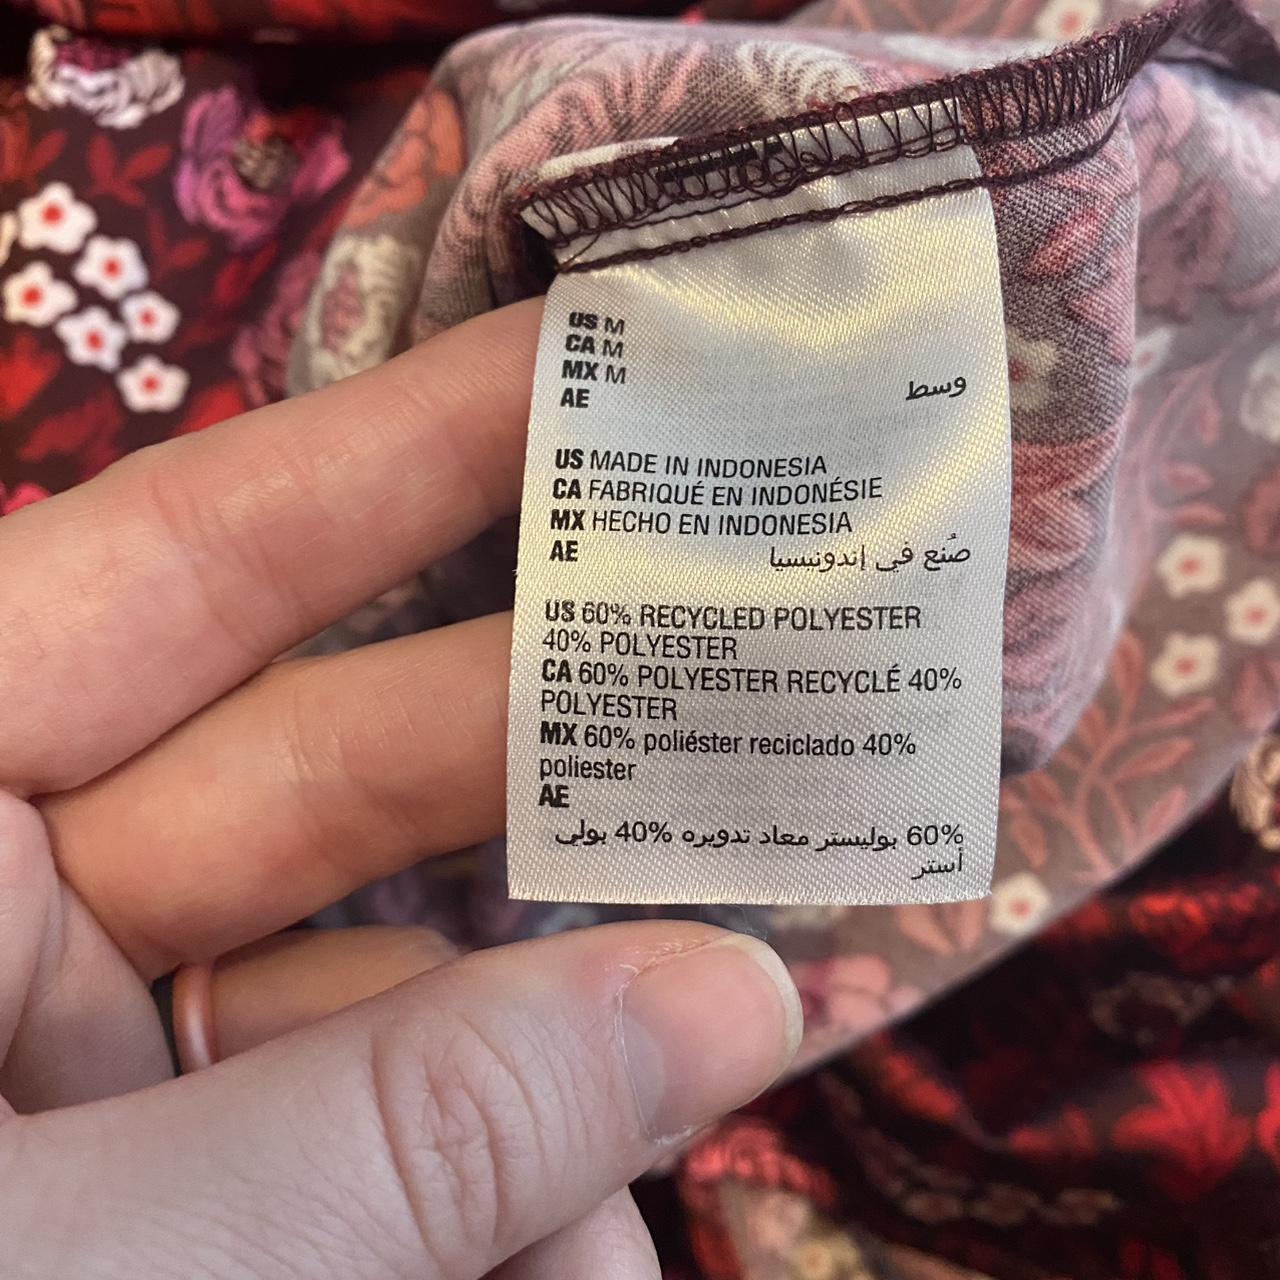 US M
CA M
MX M
AE وسط
US MADE IN INDONESIA
CA FABRIQUÉ EN INDONÉSIE
MX HECHO EN INDONESIA
AE صُنع في إندونيسيا
US 60% RECYCLED POLYESTER
40% POLYESTER
CA 60% POLYESTER RECYCLÉ 40%
POLYESTER
MX 60% poliéster reciclado 40%
poliester
AE
60% بوليستر معاد تدويره 40% بولي
أستر